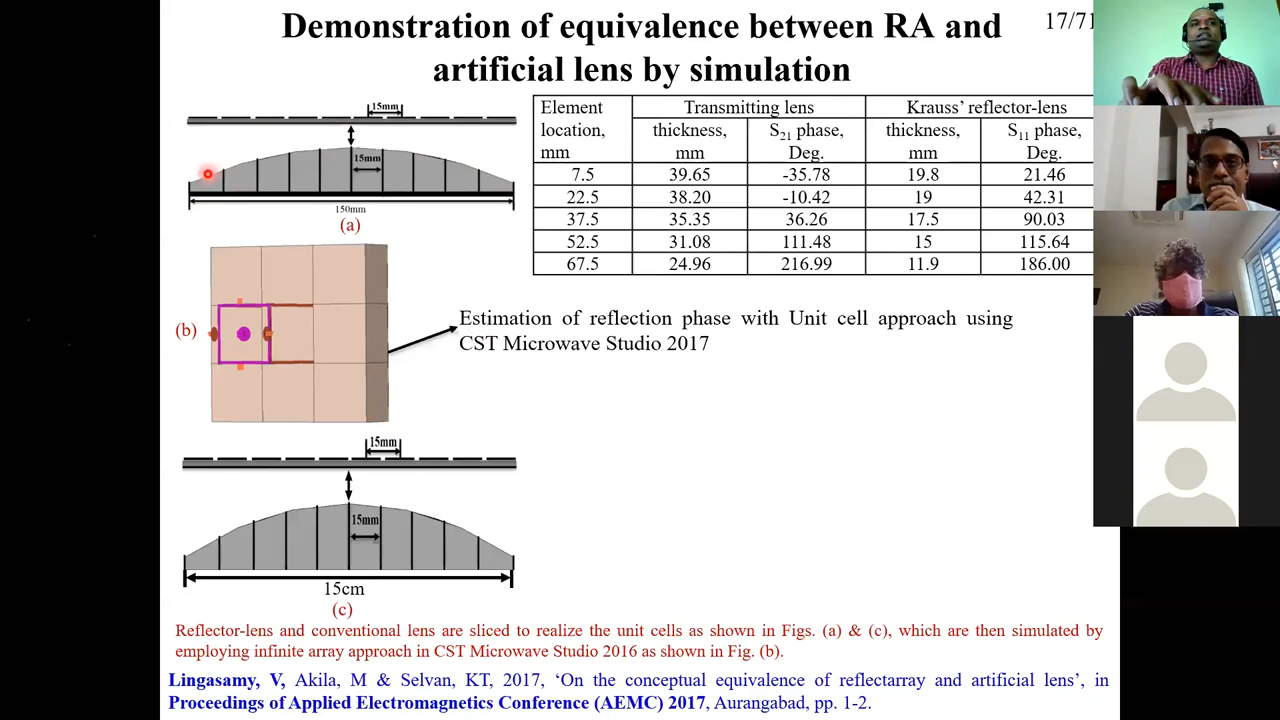 Demonstration of equivalence between RA and
artificial lens by simulation
17/71
15mm
15mm
150mm
(a)
Element location, mm | Transmitting lens | Krauss' reflector-lens
thickness, mm | S21 phase, Deg. | thickness, mm | S11 phase, Deg.
7.5 | 39.65 | -35.78 | 19.8 | 21.46
22.5 | 38.20 | -10.42 | 19 | 42.31
37.5 | 35.35 | 36.26 | 17.5 | 90.03
52.5 | 31.08 | 111.48 | 15 | 115.64
67.5 | 24.96 | 216.99 | 11.9 | 186.00
(b)
Estimation of reflection phase with Unit cell approach using
CST Microwave Studio 2017
15mm
15mm
15cm
(c)
Reflector-lens and conventional lens are sliced to realize the unit cells as shown in Figs. (a) & (c), which are then simulated by
employing infinite array approach in CST Microwave Studio 2016 as shown in Fig. (b).
Lingasamy, V, Akila, M & Selvan, KT, 2017, 'On the conceptual equivalence of reflectarray and artificial lens', in
Proceedings of Applied Electromagnetics Conference (AEMC) 2017, Aurangabad, pp. 1-2.